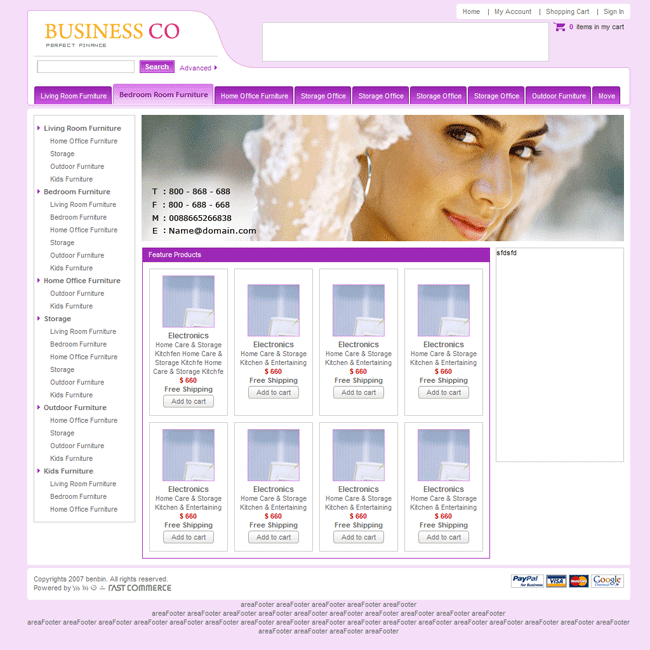 Home | My Account | Shopping Cart | Sign In
BUSINESS CO
PERFECT FINANCE
0 items in my cart
Search Advanced
Living Room Furniture
Bedroom Room Furniture
Home Office Furniture
Storage Office
Storage Office
Storage Office
Storage Office
Outdoor Furniture
Move
Living Room Furniture
Home Office Furniture
Storage
Outdoor Furniture
Kids Furniture
Bedroom Furniture
Living Room Furniture
Bedroom Furniture
Home Office Furniture
Storage
Outdoor Furniture
Kids Furniture
Home Office Furniture
Outdoor Furniture
Kids Furniture
Storage
Living Room Furniture
Bedroom Furniture
Home Office Furniture
Storage
Outdoor Furniture
Kids Furniture
Outdoor Furniture
Home Office Furniture
Storage
Outdoor Furniture
Kids Furniture
Kids Furniture
Living Room Furniture
Bedroom Furniture
Home Office Furniture
T : 800 - 868 - 688
F : 800 - 688 - 668
M : 0088665266838
E : Name@domain.com
Feature Products
Electronics
Home Care & Storage
Kitchfen Home Care &
Storage Kitchfe Home
Care & Storage Kitchfe
$ 660
Free Shipping
Add to cart
Electronics
Home Care & Storage
Kitchen & Entertaining
$ 660
Free Shipping
Add to cart
Electronics
Home Care & Storage
Kitchen & Entertaining
$ 660
Free Shipping
Add to cart
Electronics
Home Care & Storage
Kitchen & Entertaining
$ 660
Free Shipping
Add to cart
Electronics
Home Care & Storage
Kitchen & Entertaining
$ 660
Free Shipping
Add to cart
Electronics
Home Care & Storage
Kitchen & Entertaining
$ 660
Free Shipping
Add to cart
Electronics
Home Care & Storage
Kitchen & Entertaining
$ 660
Free Shipping
Add to cart
Electronics
Home Care & Storage
Kitchen & Entertaining
$ 660
Free Shipping
Add to cart
sfdsfd
Copyrights 2007 benbin. All rights reserved.
Powered by FAST COMMERCE
PayPal
for Business
VISA
MasterCard
Google
areaFooter areaFooter areaFooter areaFooter areaFooter
areaFooter areaFooter areaFooter areaFooter areaFooter areaFooter areaFooter areaFooter areaFooter areaFooter
areaFooter areaFooter areaFooter areaFooter areaFooter areaFooter areaFooter areaFooter areaFooter areaFooter areaFooter areaFooter areaFooter areaFooter areaFooter areaFooter areaFooter
areaFooter areaFooter areaFooter areaFooter